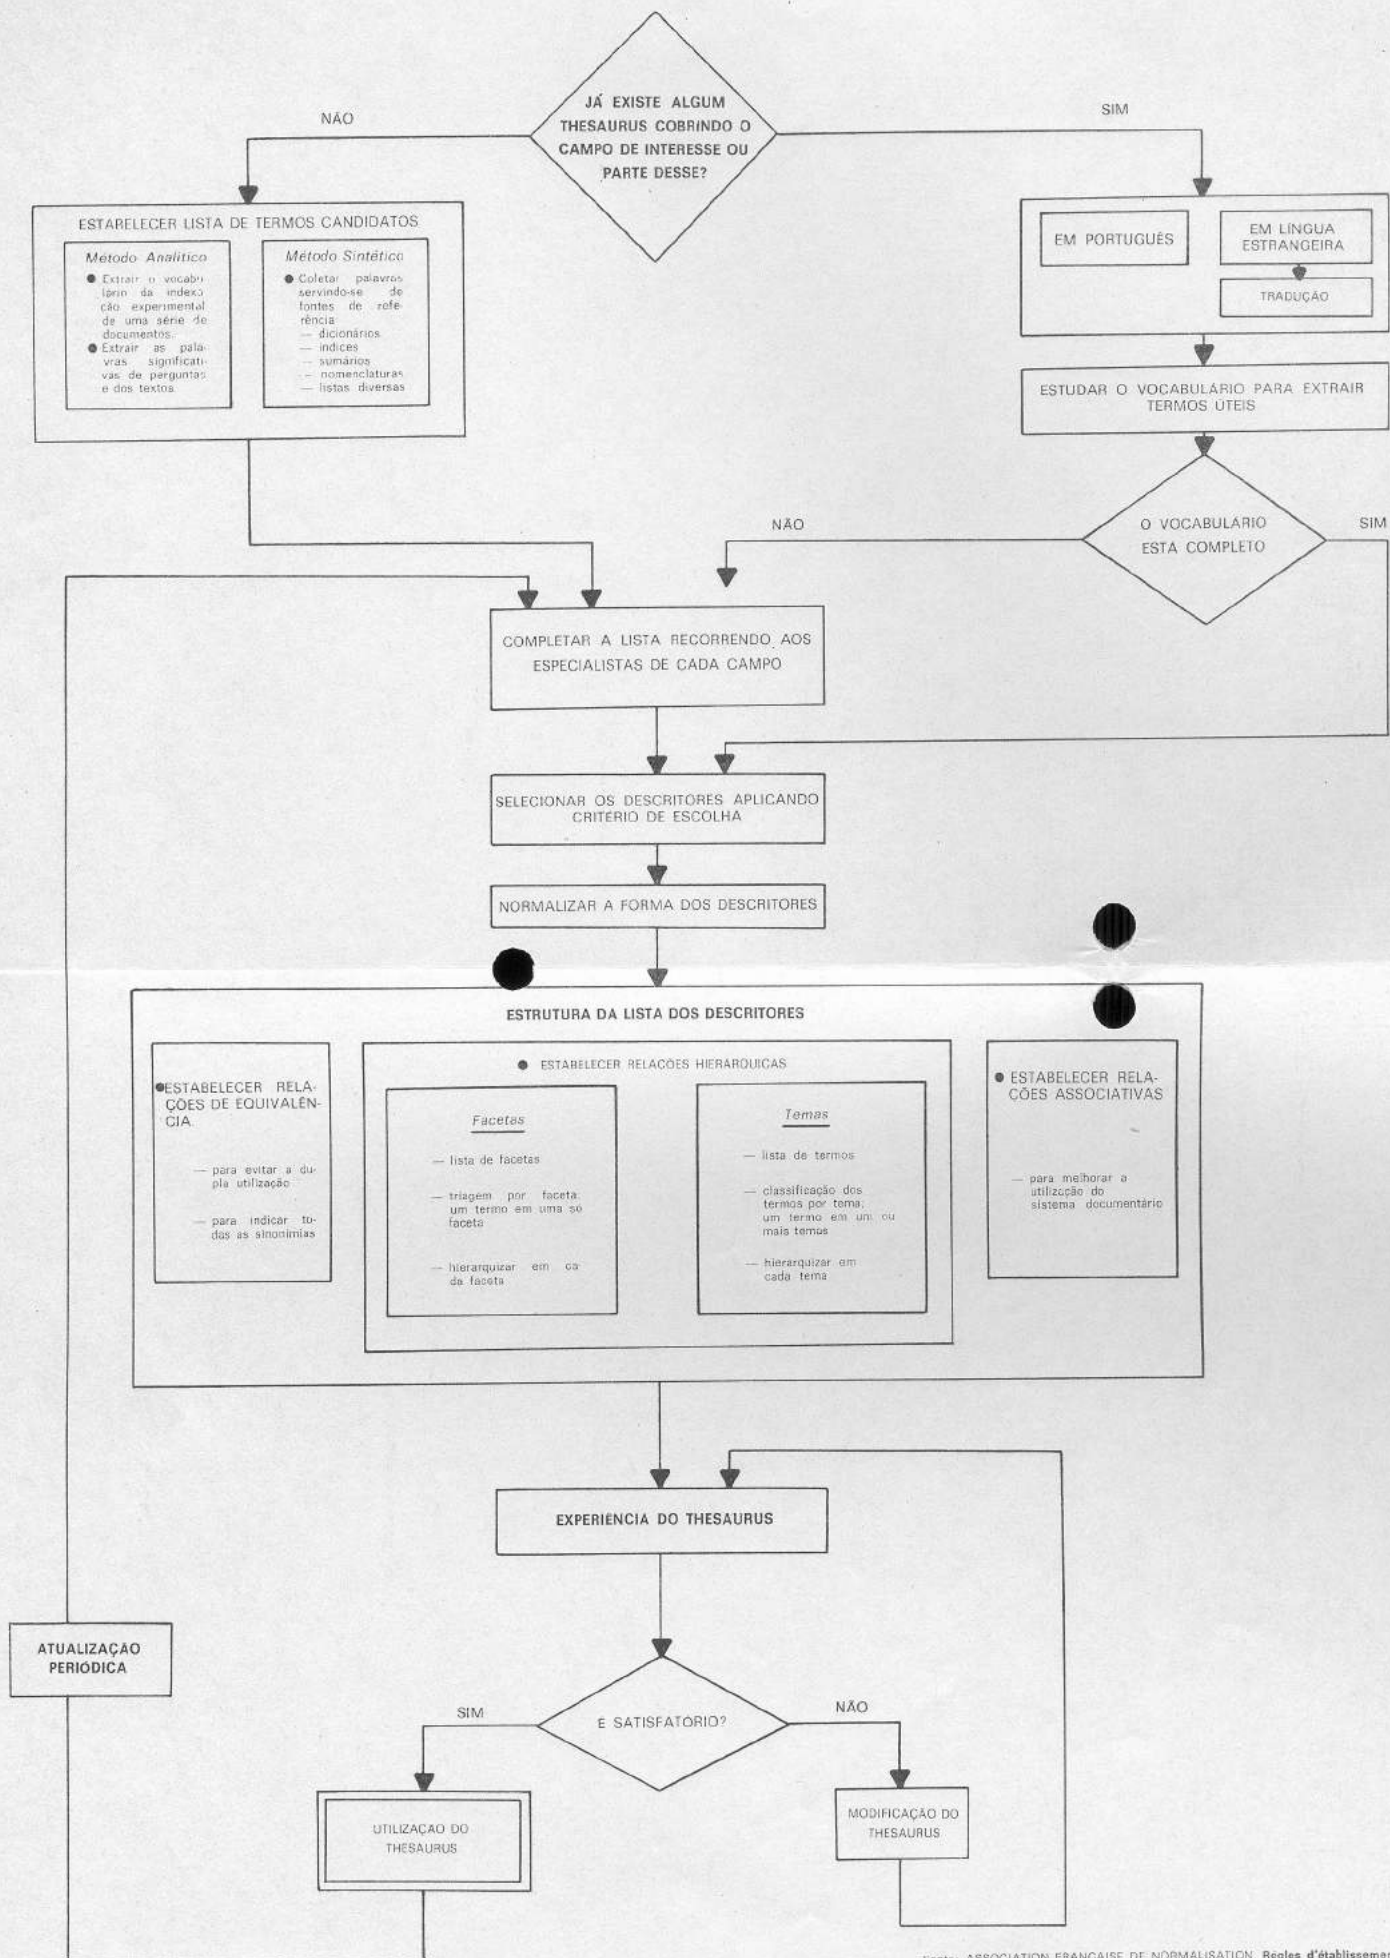 JÁ EXISTE ALGUM
THESAURUS COBRINDO O
CAMPO DE INTERESSE OU
PARTE DESSE?
NÃO
SIM
ESTABELECER LISTA DE TERMOS CANDIDATOS
Método Analítico
● Extrair o vocabu
lário da indexa
ção experimental
de uma série de
documentos.
● Extrair as pala-
vras significati-
vas de perguntas
e dos textos.
Método Sintético
● Coletar palavras
servindo-se de
fontes de refe-
rência
— dicionários
— índices
— sumários
— nomenclaturas
— listas diversas
EM PORTUGUÊS
EM LÍNGUA
ESTRANGEIRA
TRADUÇÃO
ESTUDAR O VOCABULÁRIO PARA EXTRAIR
TERMOS ÚTEIS
O VOCABULÁRIO
ESTA COMPLETO
NÃO
SIM
COMPLETAR A LISTA RECORRENDO AOS
ESPECIALISTAS DE CADA CAMPO
SELECIONAR OS DESCRITORES APLICANDO
CRITÉRIO DE ESCOLHA
NORMALIZAR A FORMA DOS DESCRITORES
ESTRUTURA DA LISTA DOS DESCRITORES
● ESTABELECER RELA-
ÇÕES DE EQUIVALÊN-
CIA.
— para evitar a du-
pla utilização
— para indicar to-
das as sinonímias
● ESTABELECER RELAÇÕES HIERÁRQUICAS
Facetas
— lista de facetas
— triagem por faceta:
um termo em uma só
faceta
— hierarquizar em ca-
da faceta
Temas
— lista de termos
— classificação dos
termos por tema;
um termo em um ou
mais temas
— hierarquizar em
cada tema
● ESTABELECER RELA-
ÇÕES ASSOCIATIVAS
— para melhorar a
utilização do
sistema documentário
EXPERIÊNCIA DO THESAURUS
ATUALIZAÇÃO
PERIÓDICA
SIM
É SATISFATÓRIO?
NÃO
UTILIZAÇÃO DO
THESAURUS
MODIFICAÇÃO DO
THESAURUS
ASSOCIATION FRANÇAISE DE NORMALISATION. Régles d'établissemen